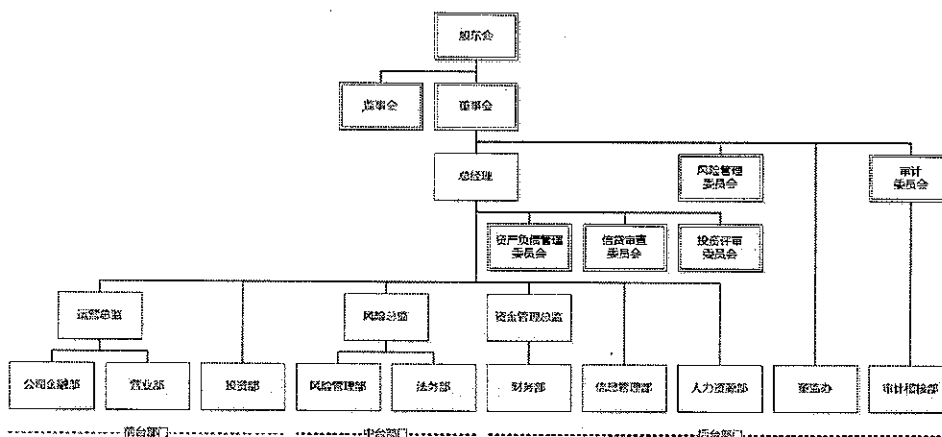 股东会
监事会
董事会
总经理
风险管理
委员会
审计
委员会
资产负债管理
委员会
信贷审查
委员会
投资评审
委员会
运营总监
风险总监
资金管理总监
公司金融部
营业部
投资部
风险管理部
法务部
财务部
信息管理部
人力资源部
董监办
审计稽核部
前台部门
中台部门
后台部门